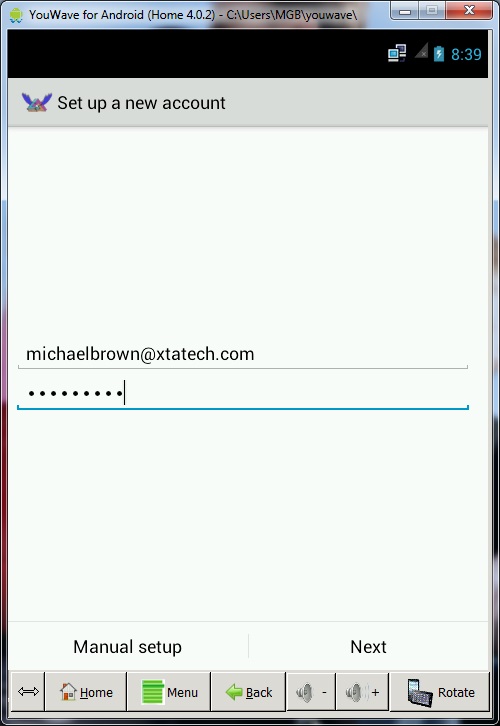 YouWave for Android (Home 4.0.2) - C:\Users\MGB\youwave\
8:39
Set up a new account
michaelbrown@xtatech.com
•••••••••
Manual setup Next
Home Menu Back - + Rotate